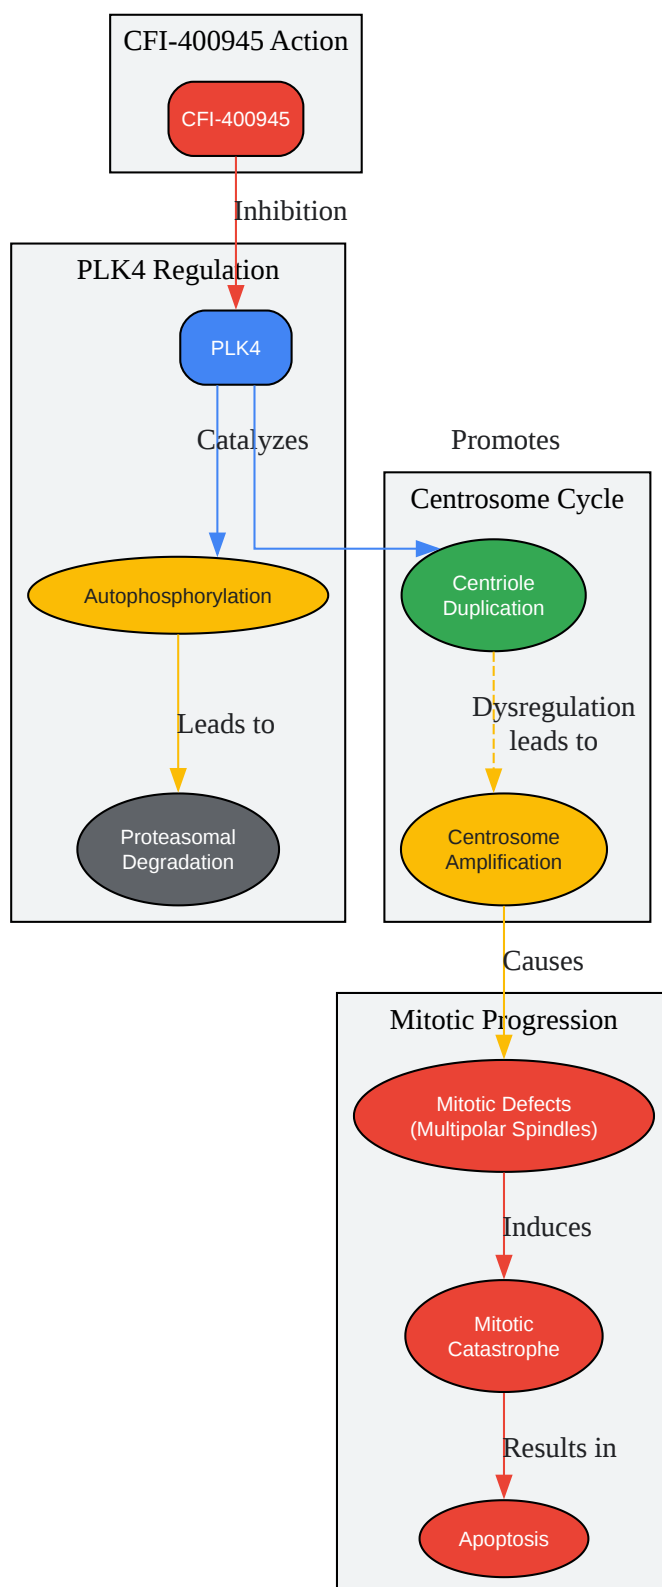 CFI-400945 Action
CFI-400945
Inhibition
PLK4 Regulation
PLK4
Catalyzes
Promotes
Centrosome Cycle
Autophosphorylation
Centriole
Duplication
Leads to
Dysregulation
leads to
Proteasomal
Degradation
Centrosome
Amplification
Causes
Mitotic Progression
Mitotic Defects
(Multipolar Spindles)
Induces
Mitotic
Catastrophe
Results in
Apoptosis